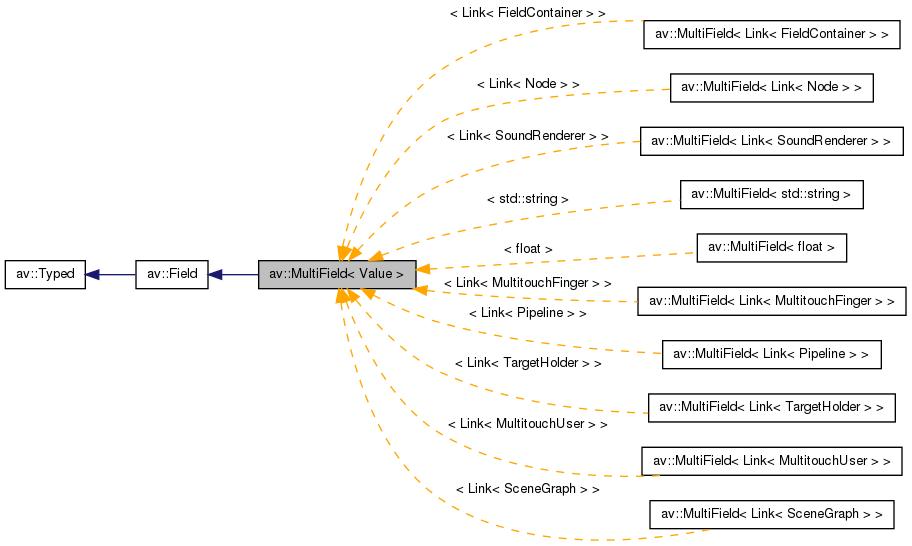 < Link< FieldContainer > >
av::MultiField< Link< FieldContainer > >
< Link< Node > >
av::MultiField< Link< Node > >
< Link< SoundRenderer > >
av::MultiField< Link< SoundRenderer > >
< std::string >
av::MultiField< std::string >
< float >
av::MultiField< float >
av::Typed
av::Field
av::MultiField< Value >
< Link< MultitouchFinger > >
av::MultiField< Link< MultitouchFinger > >
< Link< Pipeline > >
av::MultiField< Link< Pipeline > >
< Link< TargetHolder > >
av::MultiField< Link< TargetHolder > >
< Link< MultitouchUser > >
av::MultiField< Link< MultitouchUser > >
< Link< SceneGraph > >
av::MultiField< Link< SceneGraph > >